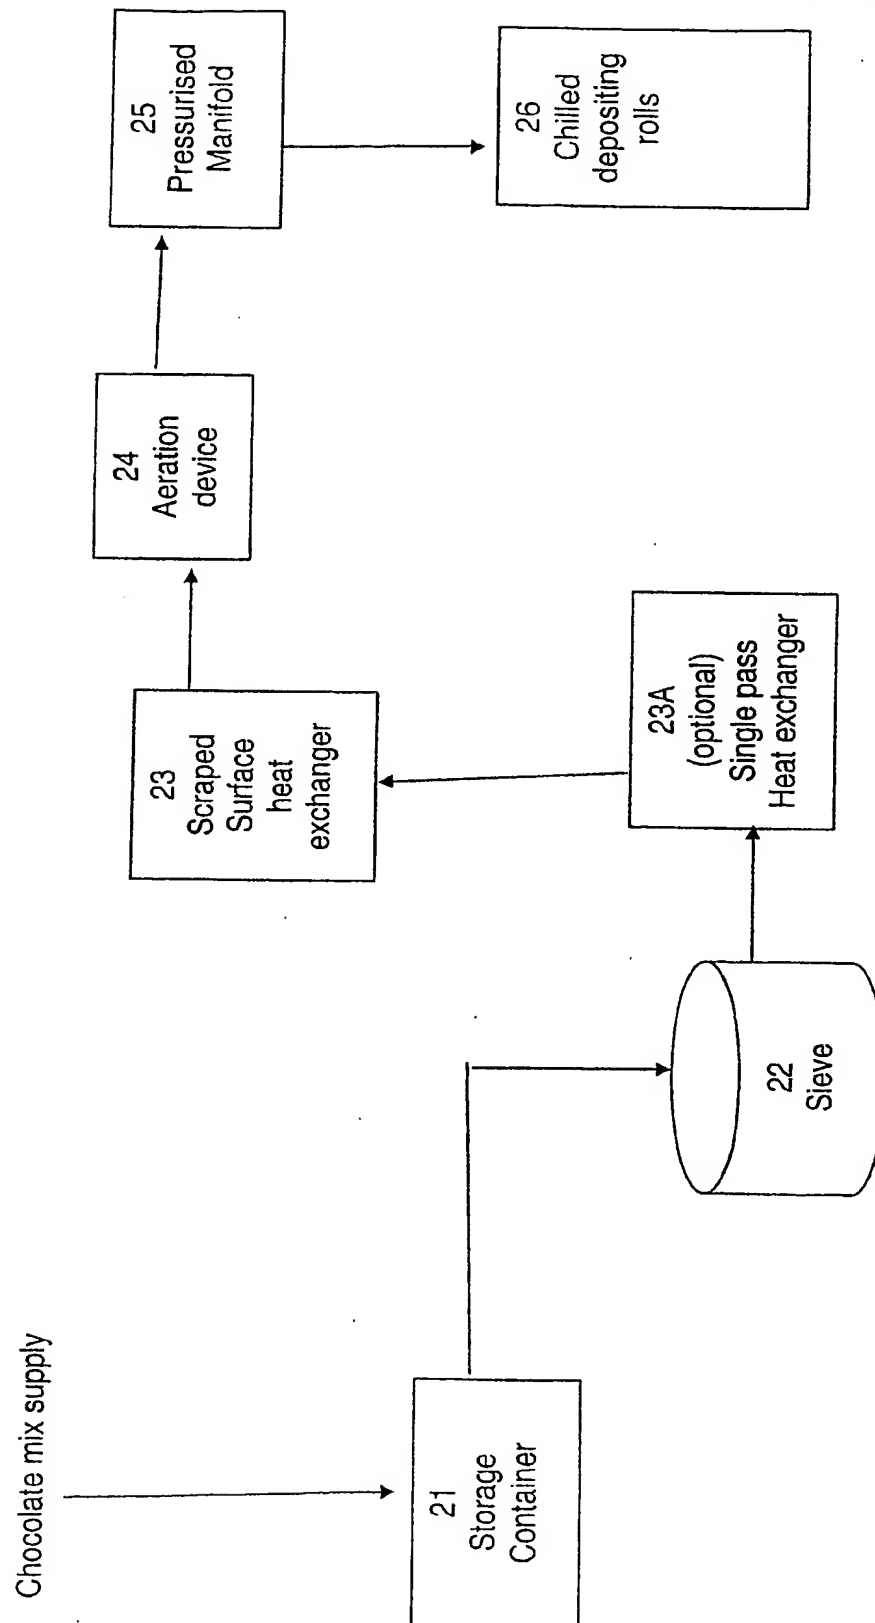 Chocolate mix supply
21
Storage
Container
22
Sieve
23A
(optional)
Single pass
Heat exchanger
23
Scraped
Surface
heat
exchanger
24
Aeration
device
25
Pressurised
Manifold
26
Chilled
depositing
rolls